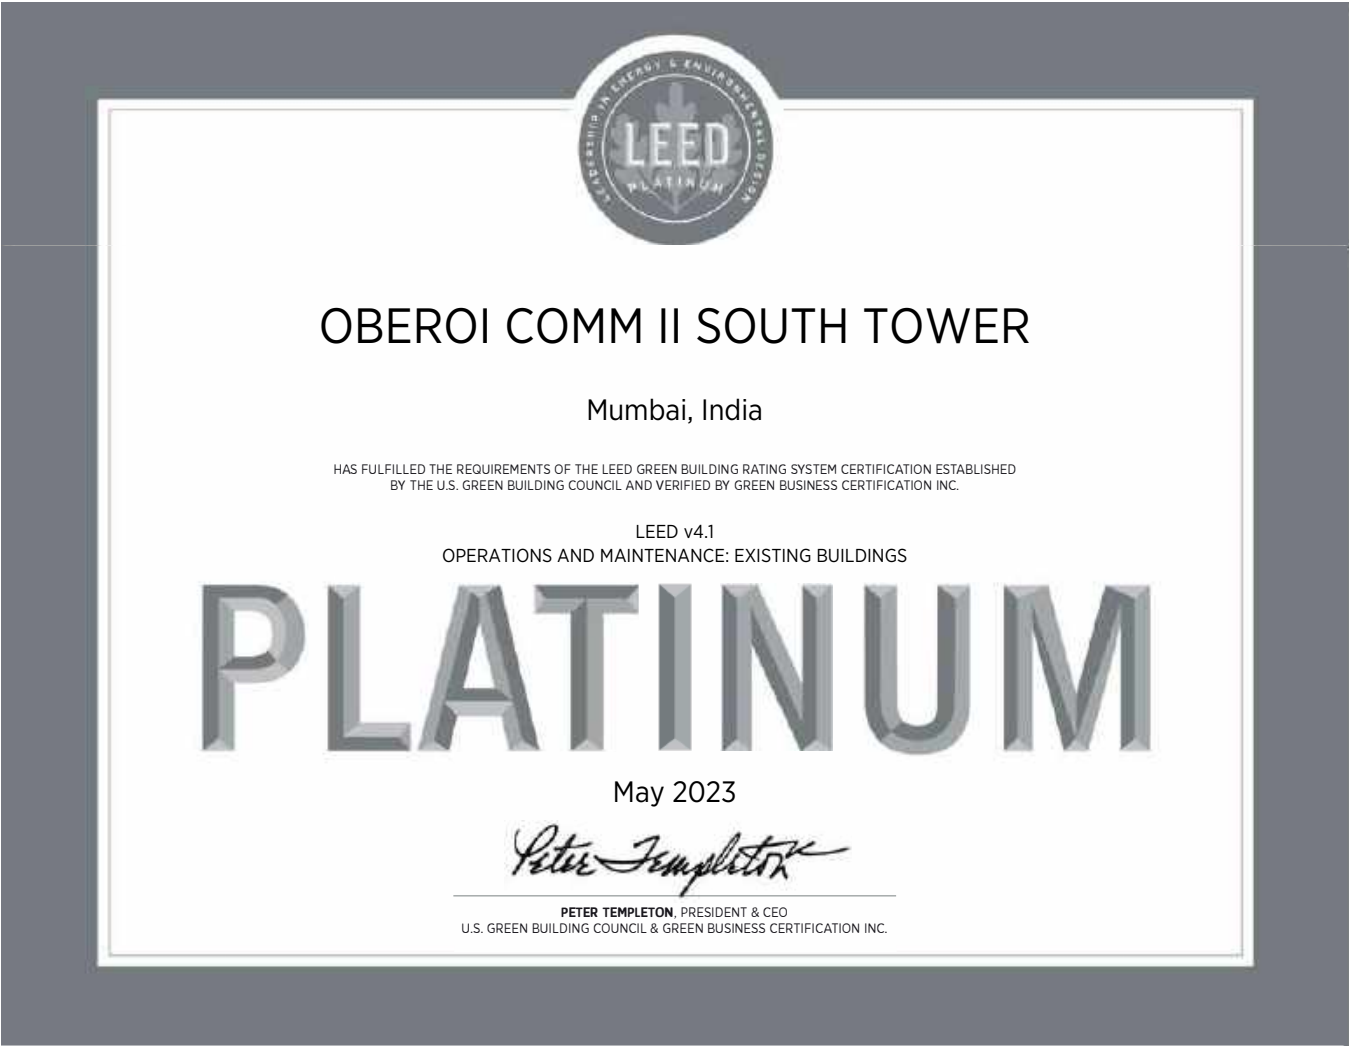 LEADERSHIP IN ENERGY & ENVIRONMENTAL DESIGN
LEED
PLATINUM
OBEROI COMM II SOUTH TOWER
Mumbai, India
HAS FULFILLED THE REQUIREMENTS OF THE LEED GREEN BUILDING RATING SYSTEM CERTIFICATION ESTABLISHED
BY THE U.S. GREEN BUILDING COUNCIL AND VERIFIED BY GREEN BUSINESS CERTIFICATION INC.
LEED v4.1
OPERATIONS AND MAINTENANCE: EXISTING BUILDINGS
PLATINUM
May 2023
Peter Templeton
PETER TEMPLETON, PRESIDENT & CEO
U.S. GREEN BUILDING COUNCIL & GREEN BUSINESS CERTIFICATION INC.